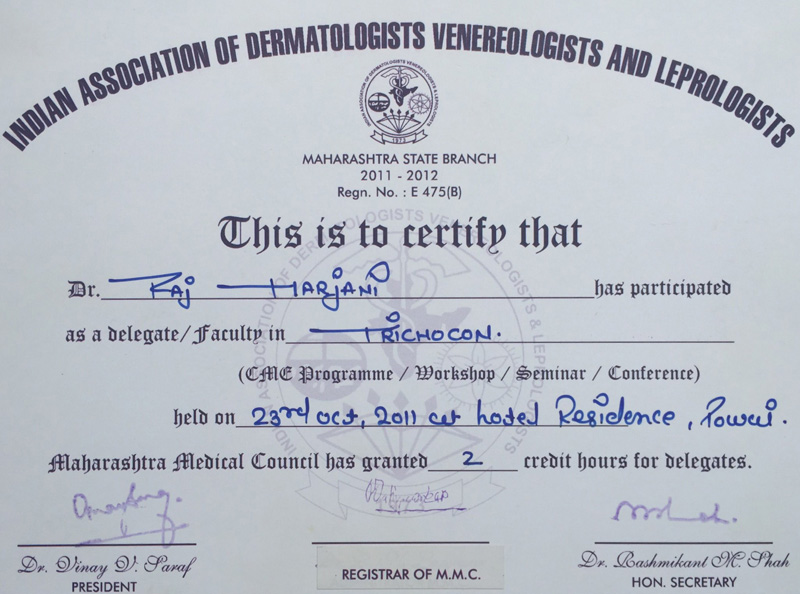 INDIAN ASSOCIATION OF DERMATOLOGISTS VENEREOLOGISTS AND LEPROLOGISTS
1973
MAHARASHTRA STATE BRANCH
2011 - 2012
Regn. No. : E 475(B)
This is to certify that
Dr. Raj Harjani has participated
as a delegate/Faculty in TRICHOCON.
(CME Programme / Workshop / Seminar / Conference)
held on 23rd Oct, 2011 at hotel Residence, Powai.
Maharashtra Medical Council has granted 2 credit hours for delegates.
Dr. Vinay V. Saraf
PRESIDENT
REGISTRAR OF M.M.C.
Dr. Rashmikant M. Shah
HON. SECRETARY